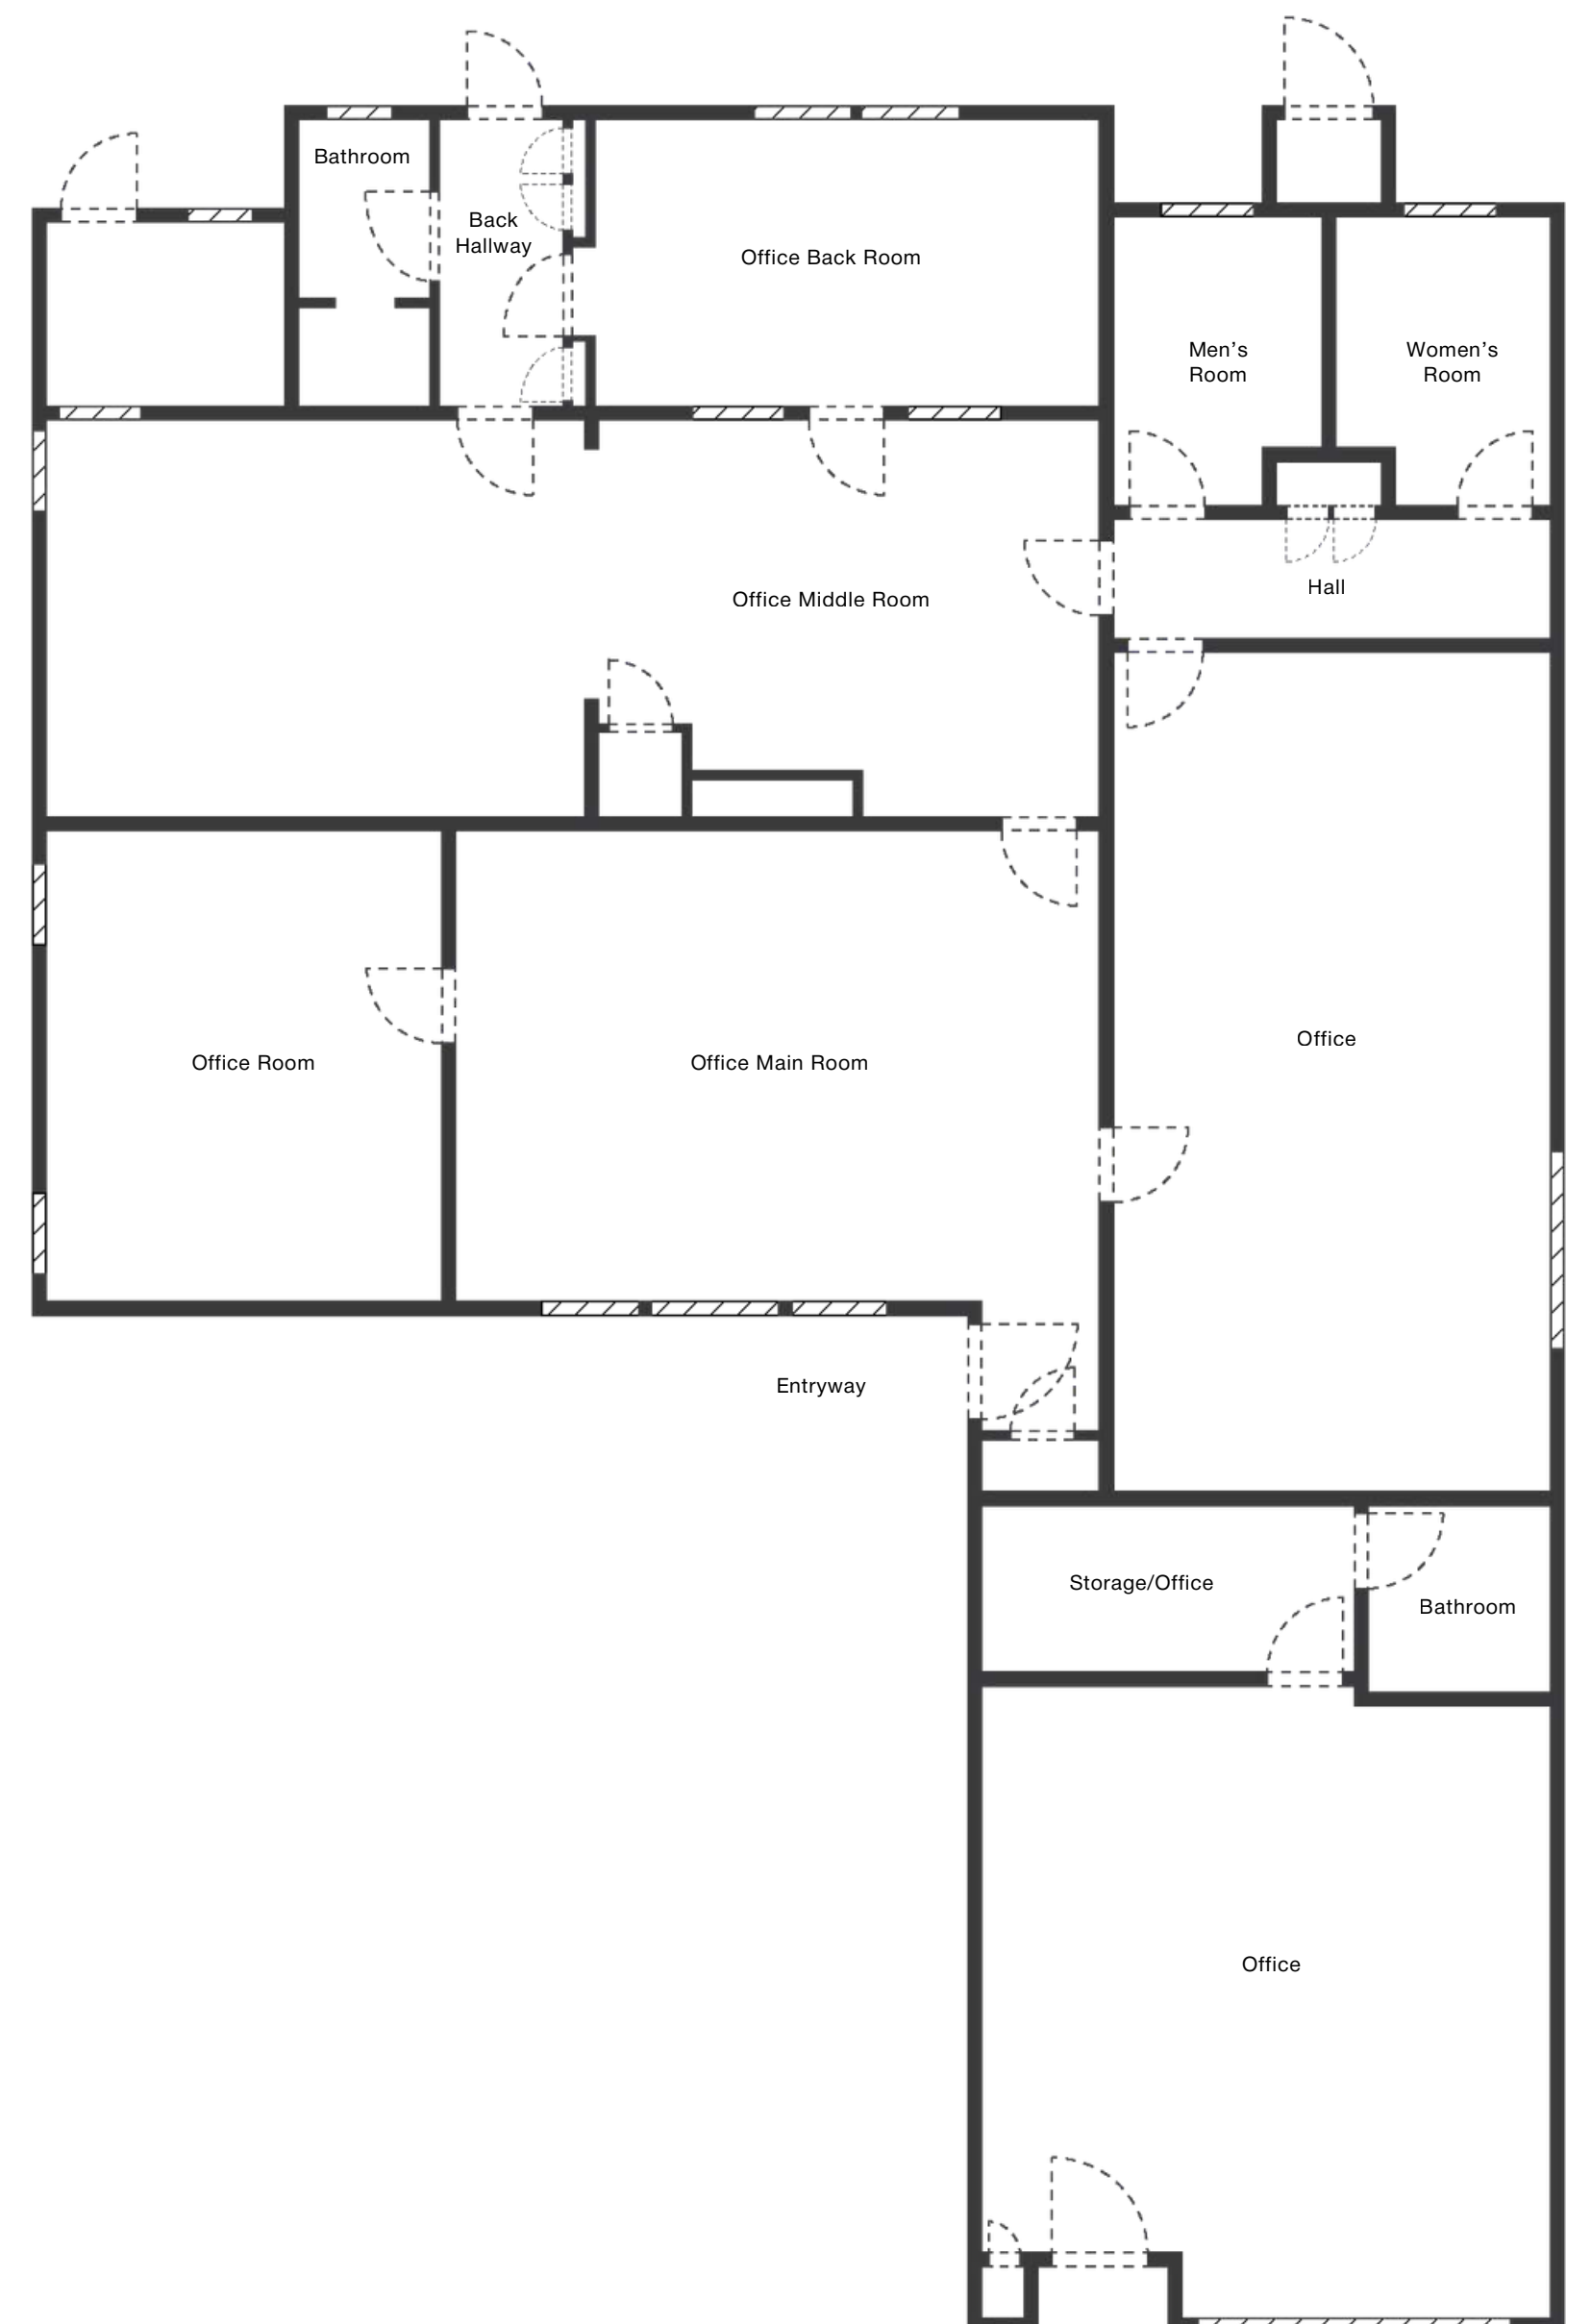 Bathroom
Back
Hallway
Office Back Room
Men's
Room
Women's
Room
Hall
Office Middle Room
Office
Office Room
Office Main Room
Entryway
Storage/Office
Bathroom
Office